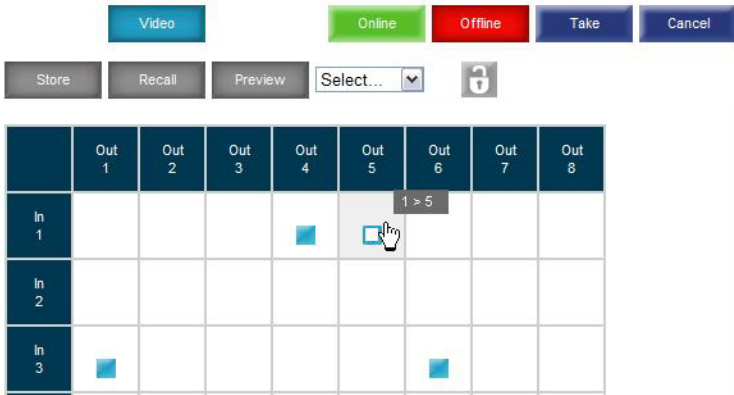 Video Online Offline Take Cancel
Store Recall Preview Select...
Out 1 Out 2 Out 3 Out 4 Out 5 Out 6 Out 7 Out 8
1 > 5
In 1
In 2
In 3